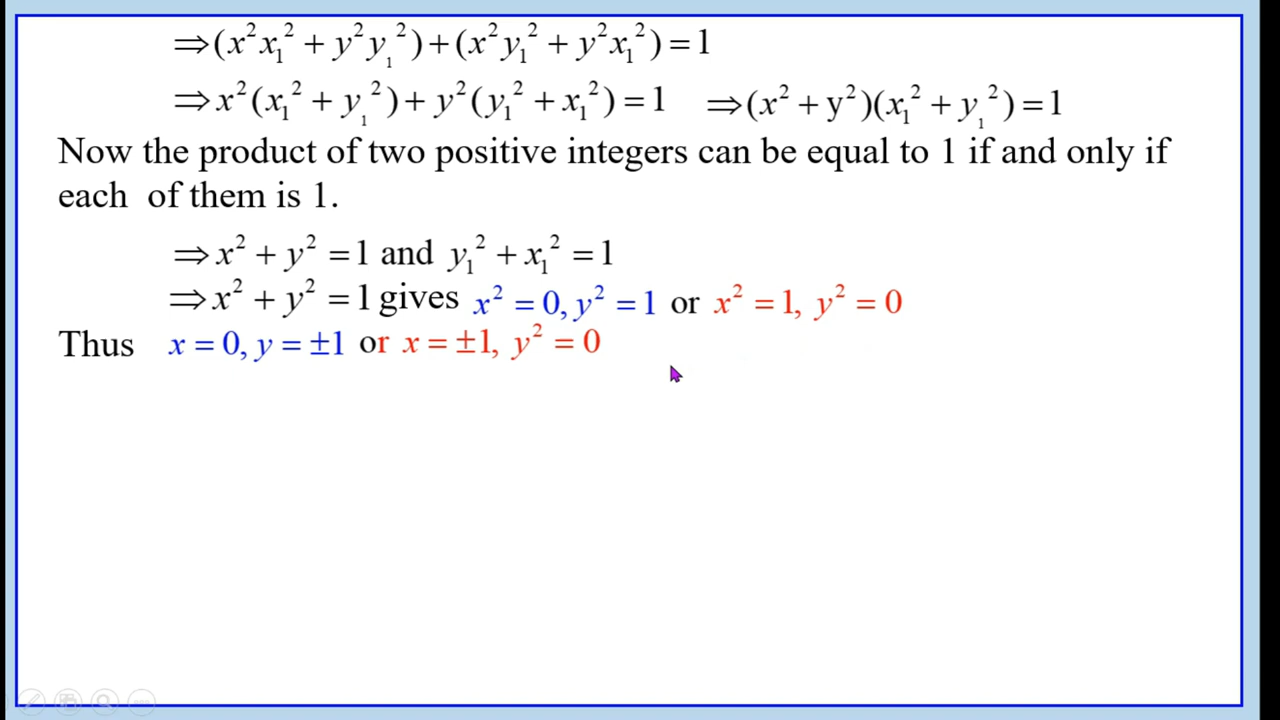 ⇒(x²x₁² + y²y₁²)+(x²y₁² + y²x₁²) = 1
⇒x²(x₁² + y₁²)+ y²(y₁² + x₁²) = 1 ⇒(x² + y²)(x₁² + y₁²) = 1
Now the product of two positive integers can be equal to 1 if and only if
each of them is 1.
⇒x² + y² = 1 and y₁² + x₁² = 1
⇒x² + y² = 1 gives x² = 0, y² = 1 or x² = 1, y² = 0
Thus x = 0, y = ±1 or x = ±1, y² = 0